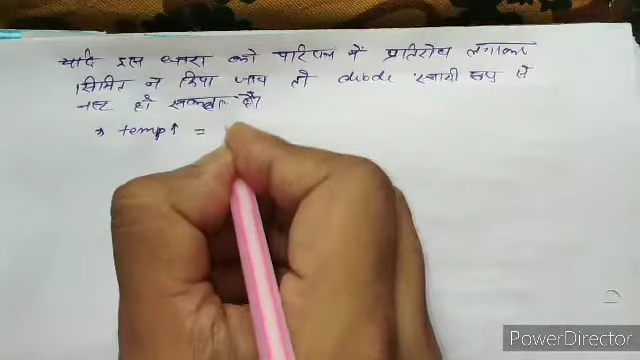 यदि इस धारा को परिपथ में प्रतिरोध लगाकर
सिमित न किया जाय तो diode स्थायी रूप से
नष्ट हो सकता है।
→ temp↑ =
PowerDirector